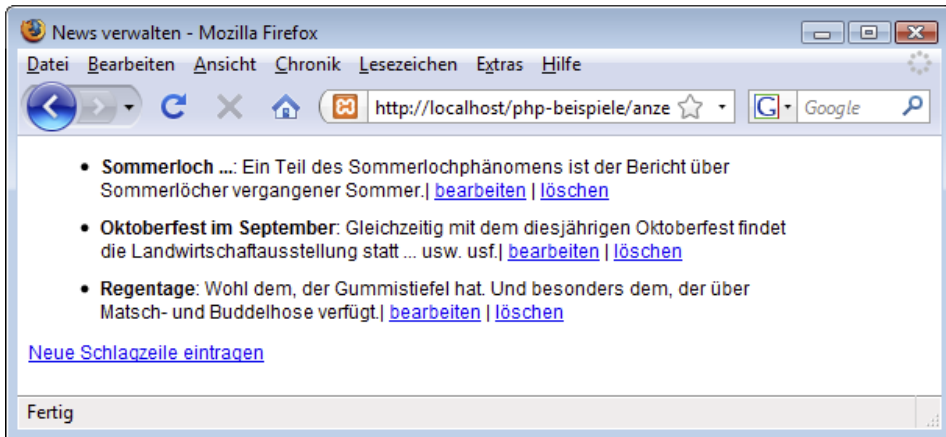 News verwalten - Mozilla Firefox
Datei Bearbeiten Ansicht Chronik Lesezeichen Extras Hilfe
http://localhost/php-beispiele/anze G Google
Sommerloch ...: Ein Teil des Sommerlochphänomens ist der Bericht über
Sommerlöcher vergangener Sommer.| bearbeiten | löschen
Oktoberfest im September: Gleichzeitig mit dem diesjährigen Oktoberfest findet
die Landwirtschaftausstellung statt ... usw. usf.| bearbeiten | löschen
Regentage: Wohl dem, der Gummistiefel hat. Und besonders dem, der über
Matsch- und Buddelhose verfügt.| bearbeiten | löschen
Neue Schlagzeile eintragen
Fertig